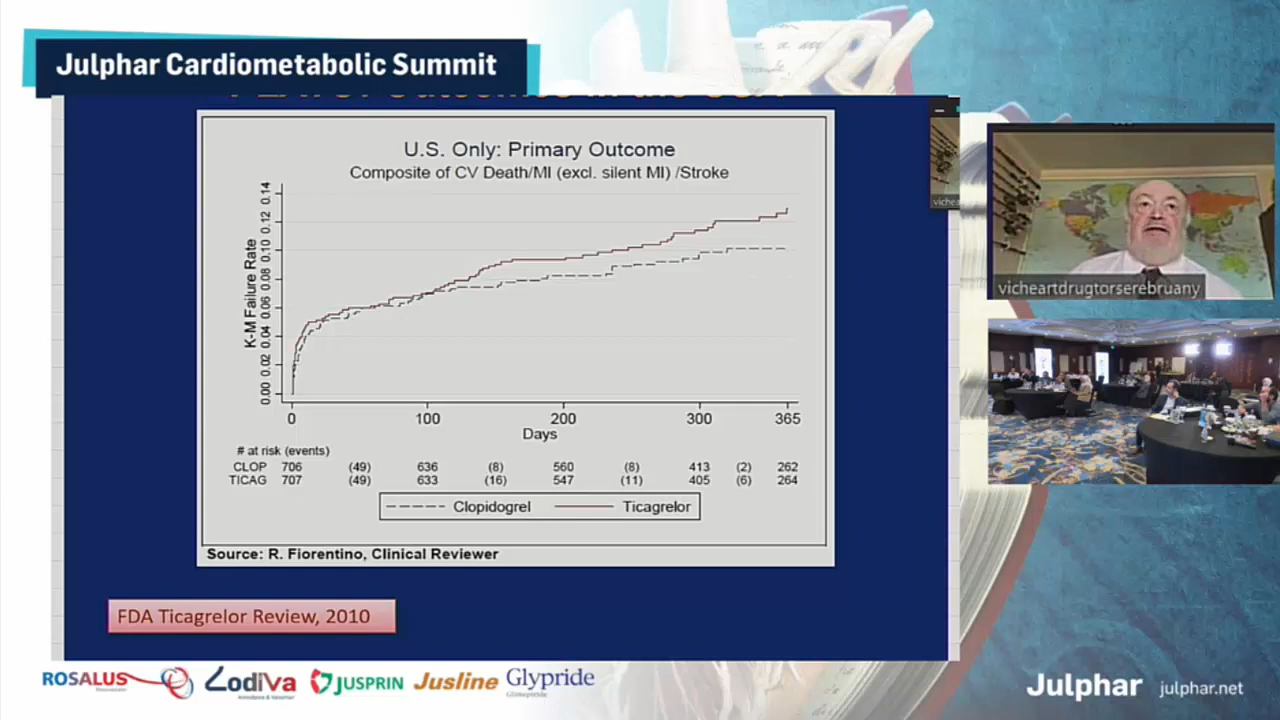 Julphar Cardiometabolic Summit
U.S. Only: Primary Outcome
Composite of CV Death/MI (excl. silent MI) /Stroke
K-M Failure Rate
0.00 0.02 0.04 0.06 0.08 0.10 0.12 0.14
0 100 200 300 365
Days
# at risk (events)
CLOP 706 (49) 636 (8) 560 (8) 413 (2) 262
TICAG 707 (49) 633 (16) 547 (11) 405 (6) 264
Clopidogrel Ticagrelor
Source: R. Fiorentino, Clinical Reviewer
FDA Ticagrelor Review, 2010
vichea
vicheartdrugtorserebruany
ROSALUS Lodiva JUSPRIN Jusline Glypride
Glimepiride
Julphar julphar.net